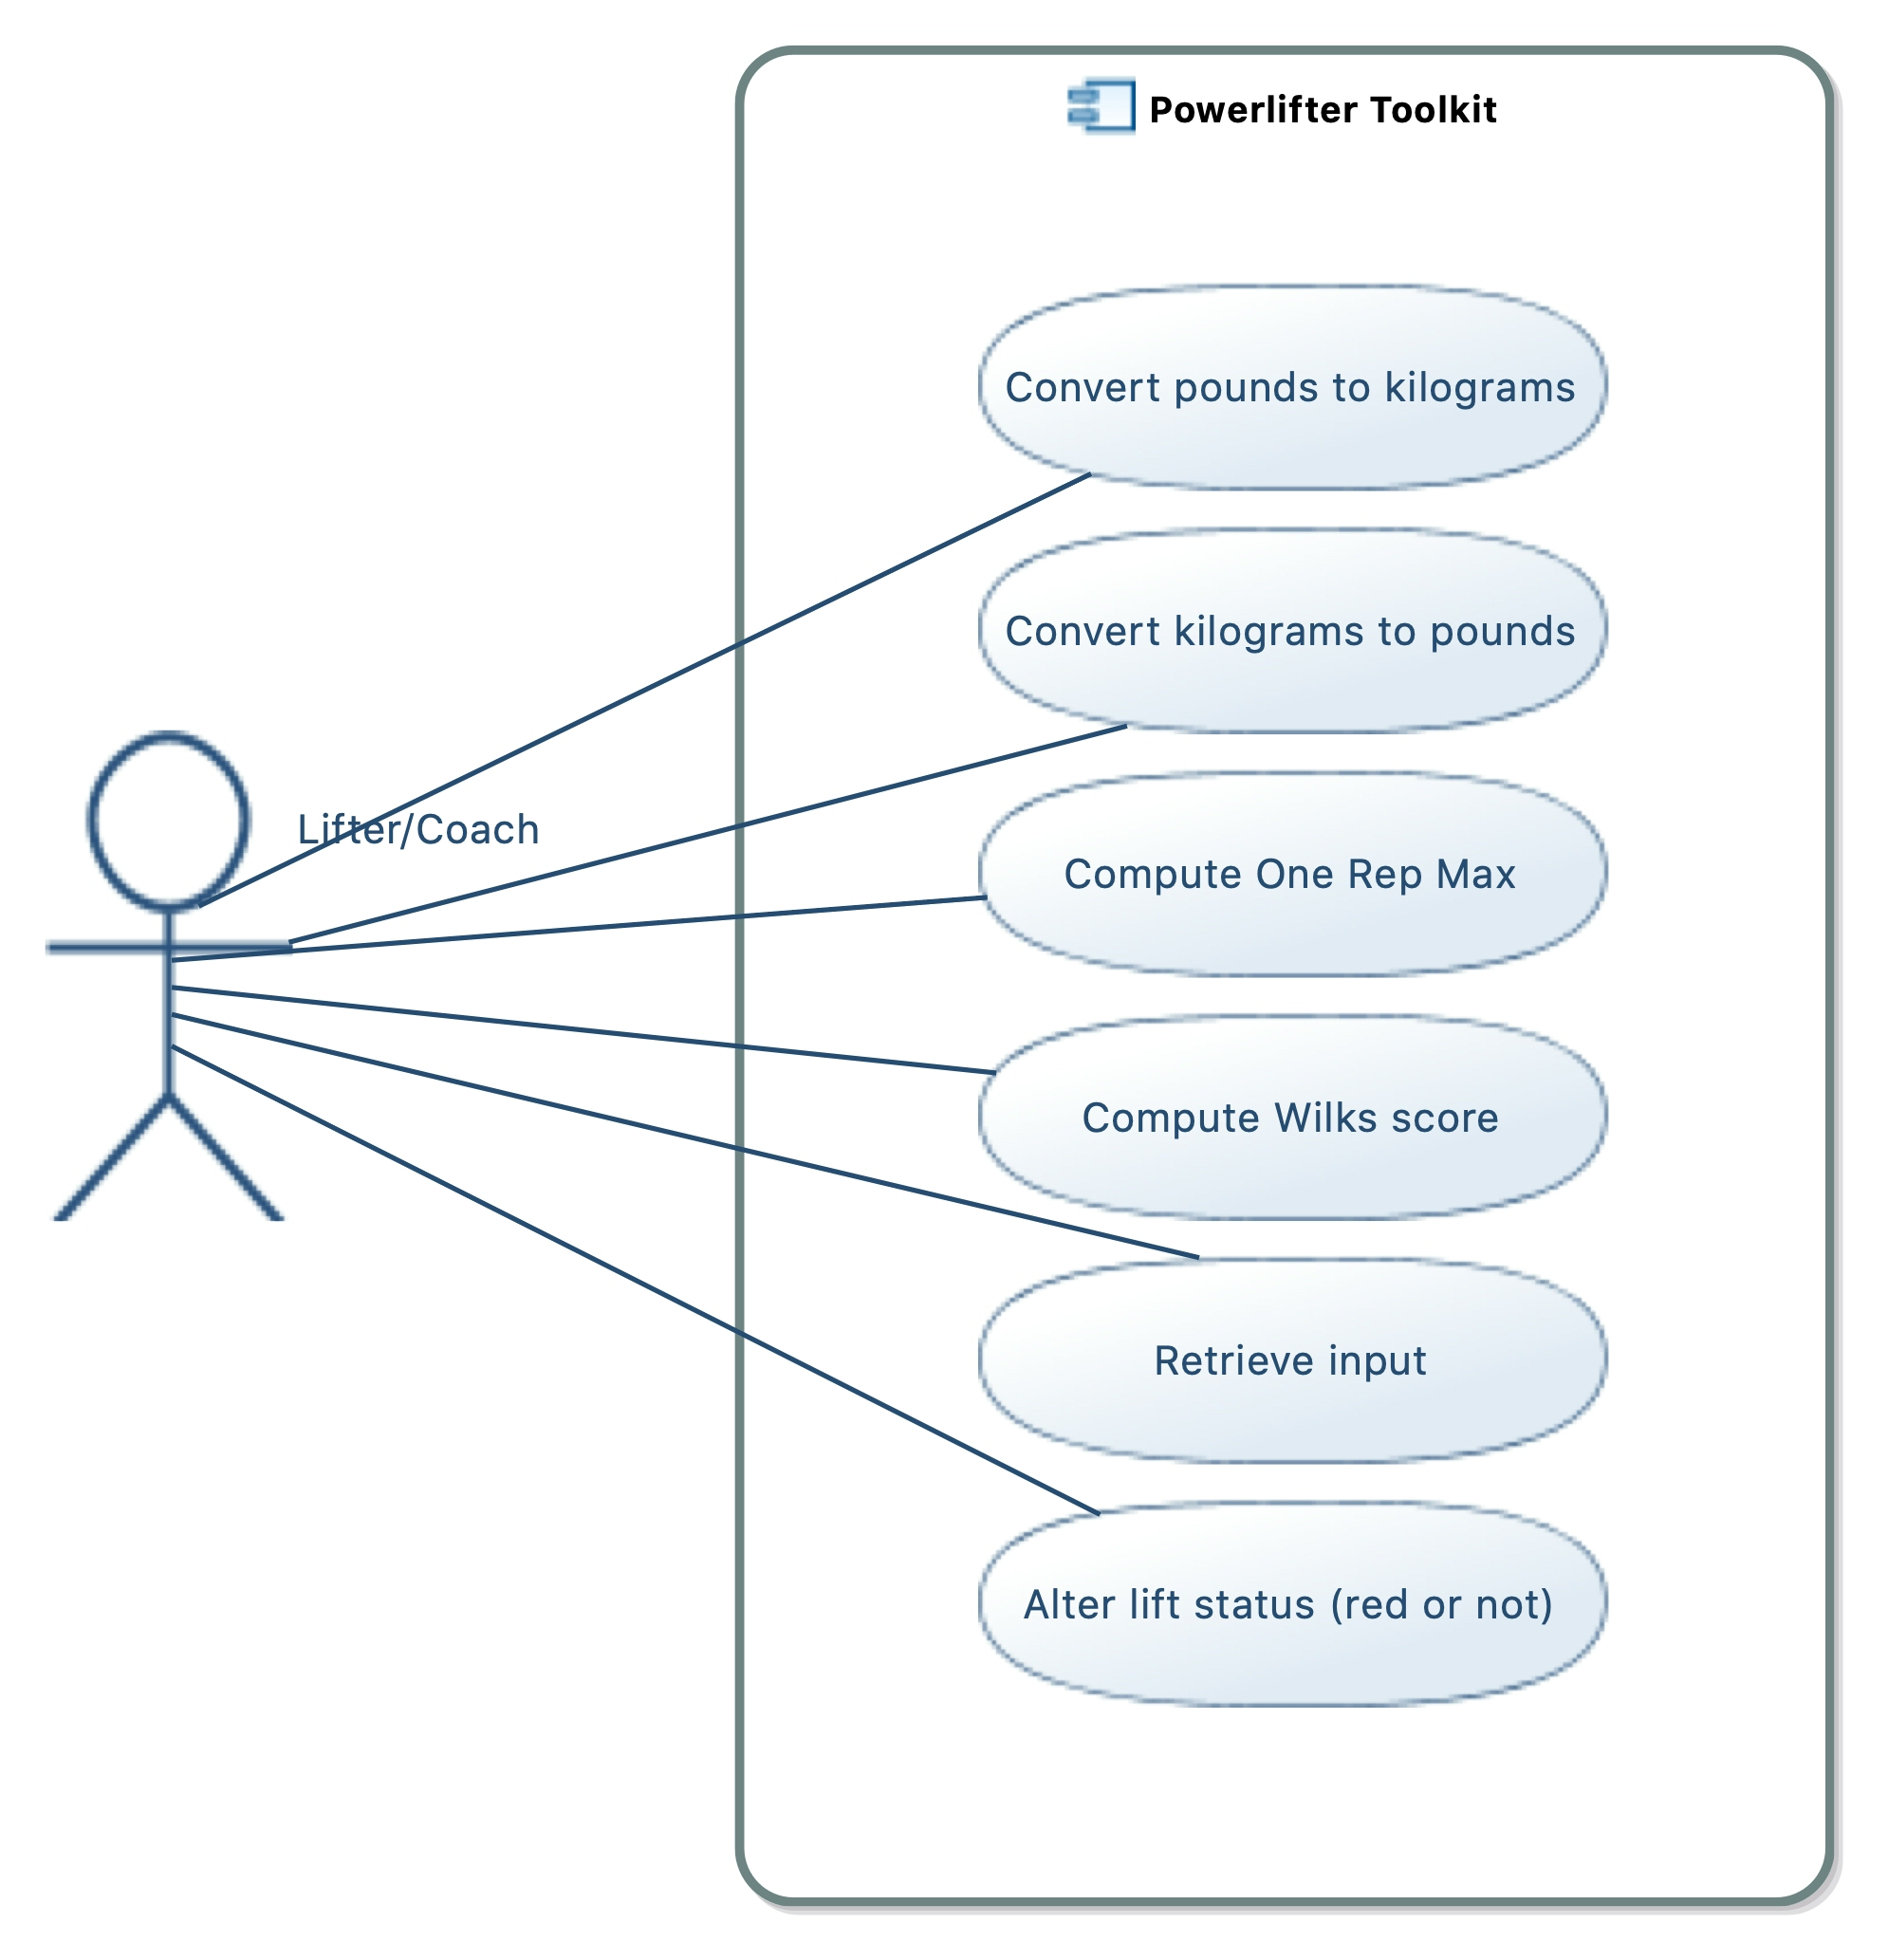 Powerlifter Toolkit
Convert pounds to kilograms
Convert kilograms to pounds
Lifter/Coach
Compute One Rep Max
Compute Wilks score
Retrieve input
Alter lift status (red or not)